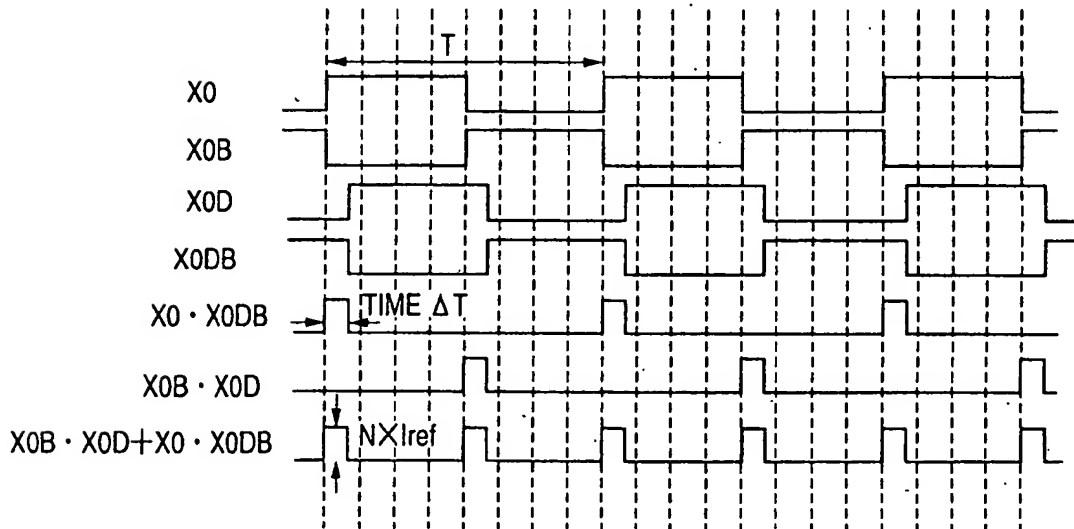 T
X0
X0B
X0D
X0DB
X0・X0DB TIME ΔT
X0B・X0D
X0B・X0D+X0・X0DB N×Iref